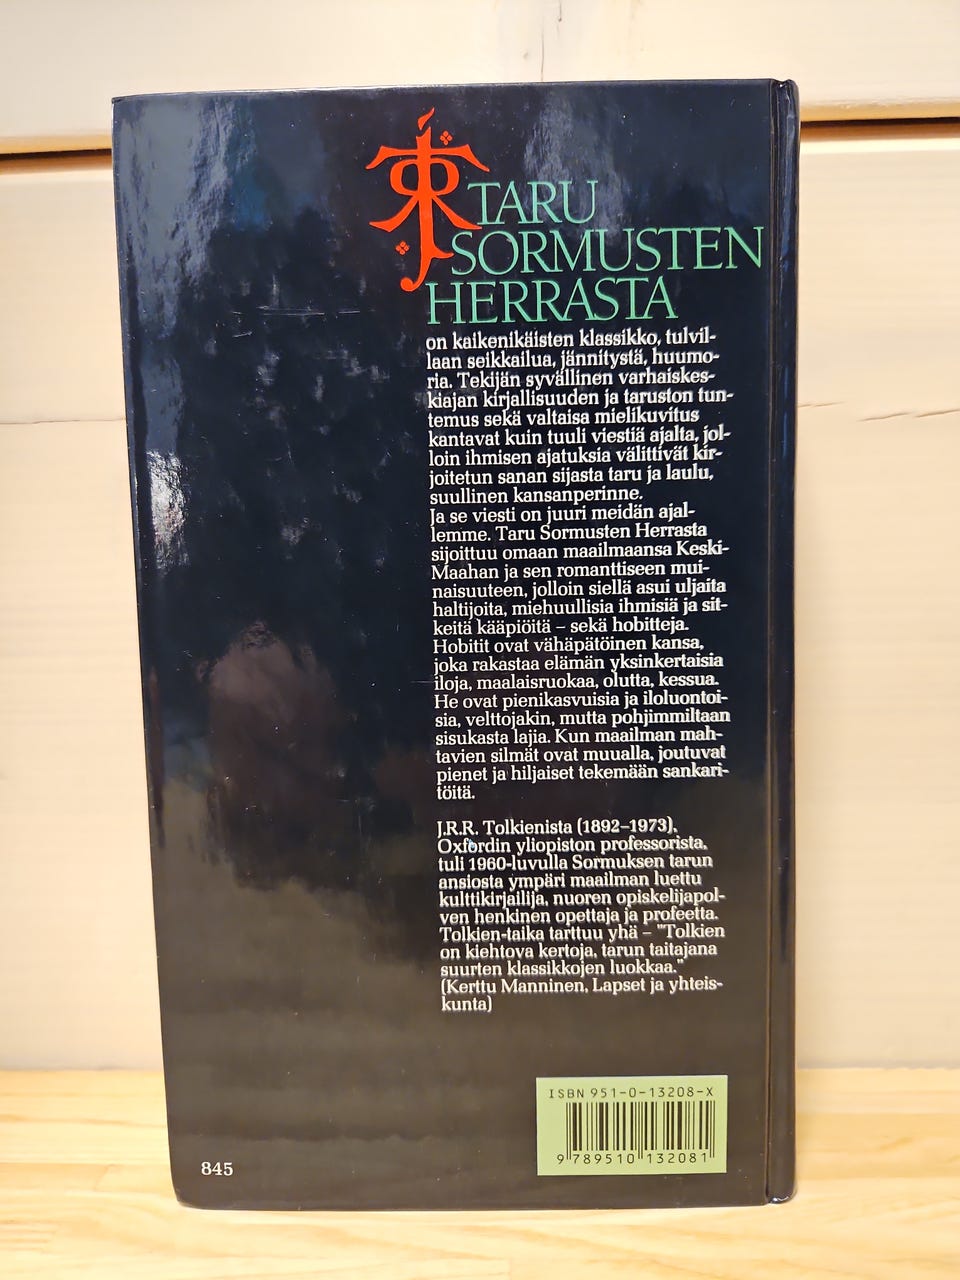 TARU
SORMUSTEN
HERRASTA
on kaikenikäisten klassikko, tulvil-
laan seikkailua, jännitystä, huumo-
ria. Tekijän syvällinen varhaiskes-
kiajan kirjallisuuden ja taruston tun-
temus sekä valtaisa mielikuvitus
kantavat kuin tuuli viestiä ajalta, jol-
loin ihmisen ajatuksia välittivät kir-
joitetun sanan sijasta taru ja laulu,
suullinen kansanperinne.
Ja se viesti on juuri meidän ajal-
lemme. Taru Sormusten Herrasta
sijoittuu omaan maailmaansa Keski-
Maahan ja sen romanttiseen mui-
naisuuteen, jolloin siellä asui uljaita
haltijoita, miehuullisia ihmisiä ja sit-
keitä kääpiöitä – sekä hobitteja.
Hobitit ovat vähäpätöinen kansa,
joka rakastaa elämän yksinkertaisia
iloja, maalaisruokaa, olutta, kessua.
He ovat pienikasvuisia ja iloluontoi-
sia, velttojakin, mutta pohjimmiltaan
sisukasta lajia. Kun maailman mah-
tavien silmät ovat muualla, joutuvat
pienet ja hiljaiset tekemään sankari-
töitä.
J.R.R. Tolkienista (1892–1973),
Oxfordin yliopiston professorista,
tuli 1960-luvulla Sormuksen tarun
ansiosta ympäri maailman luettu
kulttikirjailija, nuoren opiskelijapol-
ven henkinen opettaja ja profeetta.
Tolkien-taika tarttuu yhä – "Tolkien
on kiehtova kertoja, tarun taitajana
suurten klassikkojen luokkaa."
(Kerttu Manninen, Lapset ja yhteis-
kunta)
ISBN 951-0-13208-X
9 789510 132081
845